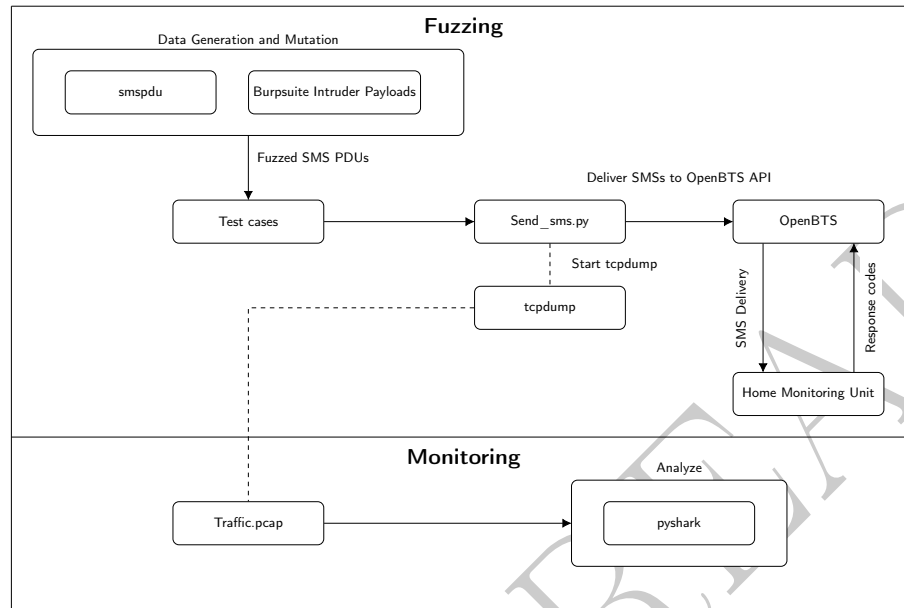 Fuzzing
Data Generation and Mutation
smspdu
Burpsuite Intruder Payloads
Fuzzed SMS PDUs
Deliver SMSs to OpenBTS API
Test cases
Send_sms.py
OpenBTS
Start tcpdump
tcpdump
SMS Delivery
Response codes
Home Monitoring Unit
Monitoring
Analyze
Traffic.pcap
pyshark